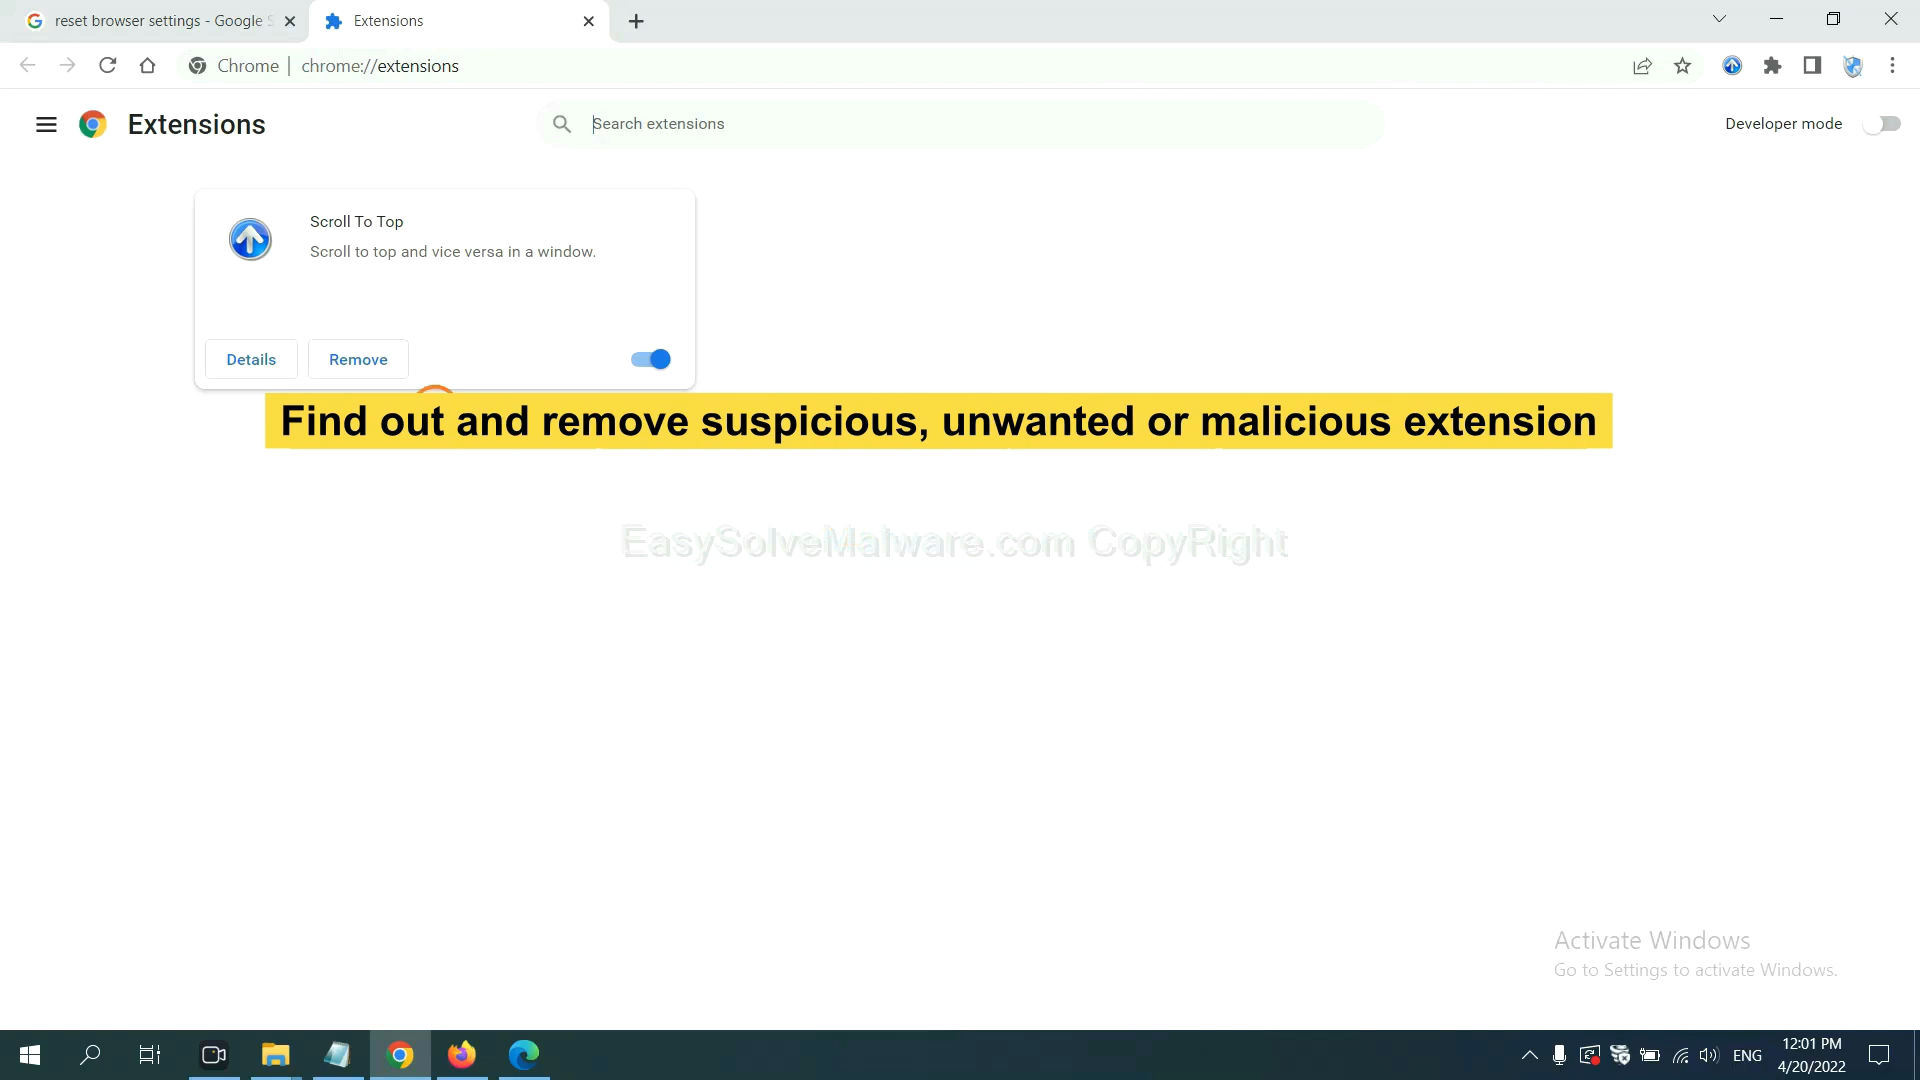 reset browser settings - Google S
Extensions
Chrome
chrome://extensions
Extensions
Search extensions
Developer mode
Scroll To Top
Scroll to top and vice versa in a window.
Details
Remove
Find out and remove suspicious, unwanted or malicious extension
EasySolveMalware.com CopyRight
Activate Windows
Go to Settings to activate Windows.
ENG
12:01 PM
4/20/2022